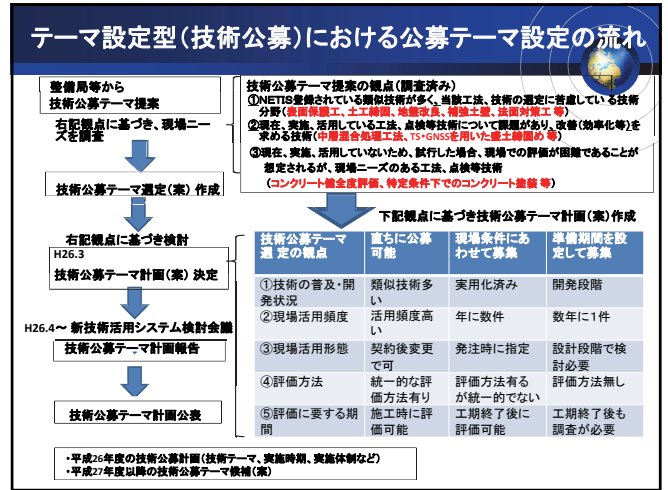 テーマ設定型（技術公募）における公募テーマ設定の流れ
整備局等から
技術公募テーマ提案
右記観点に基づき、現場ニー
ズを調査
技術公募テーマ選定（案） 作成
右記観点に基づき検討
H26.3
技術公募テーマ計画（案） 決定
H26.4～ 新技術活用システム検討会議
技術公募テーマ計画報告
技術公募テーマ計画公表
技術公募テーマ提案の観点（調査済み）
①NETIS登録されている類似技術が多く、当該工法、技術の選定に苦慮している技術
分野（表面保護工、土工締固、地盤改良、補強土壁、法面対策工 等）
②現在、実施、活用している工法、点検等技術について課題があり、改善（効率化等）を
求める技術（中層混合処理工法、TS・GNSSを用いた盛土締固め 等）
③現在、実施、活用していないため、試行した場合、現場での評価が困難であることが
想定されるが、現場ニーズのある工法、点検等技術
（コンクリート健全度評価、特定条件下でのコンクリート塗装 等）
下記観点に基づき技術公募テーマ計画（案）作成
技術公募テーマ
選 定の観点
直ちに公募
可能
現場条件にあ
わせて募集
準備期間を設
定して募集
①技術の普及・開
発状況
類似技術多
い
実用化済み
開発段階
②現場活用頻度
活用頻度高
い
年に数件
数年に1件
③現場活用形態
契約後変更
で可
発注時に指定
設計段階で検
討必要
④評価方法
統一的な評
価方法有り
評価方法有る
が統一的でない
評価方法無し
⑤評価に要する期
間
施工時に評
価可能
工期終了後に
評価可能
工期終了後も
調査が必要
・平成26年度の技術公募計画（技術テーマ、実施時期、実施体制など）
・平成27年度以降の技術公募テーマ候補（案）